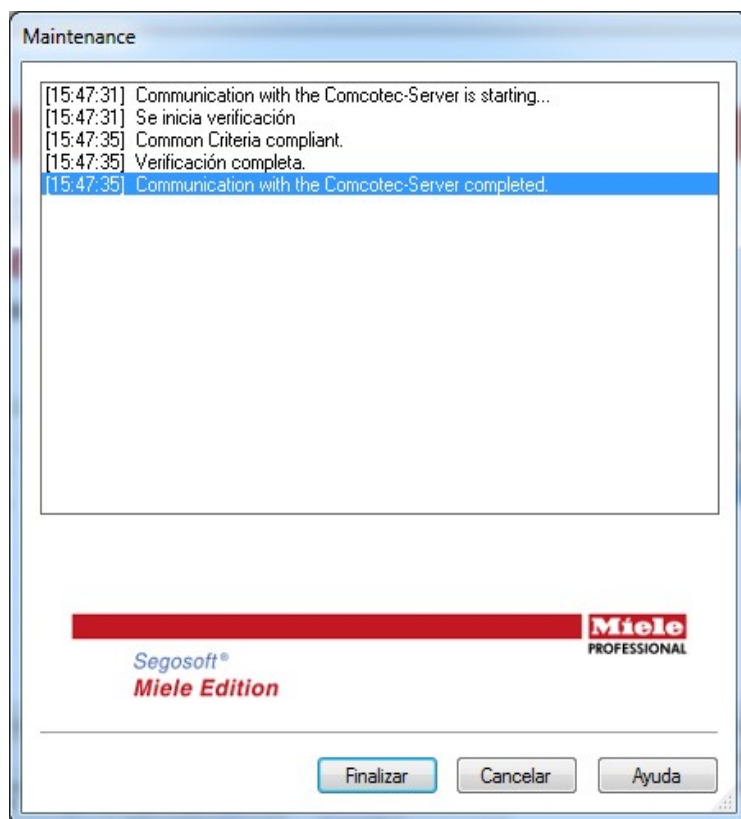 Maintenance
[15:47:31] Communication with the Comcotec-Server is starting...
[15:47:31] Se inicia verificación
[15:47:35] Common Criteria compliant.
[15:47:35] Verificación completa.
[15:47:35] Communication with the Comcotec-Server completed.
Miele
PROFESSIONAL
Segosoft®
Miele Edition
Finalizar Cancelar Ayuda